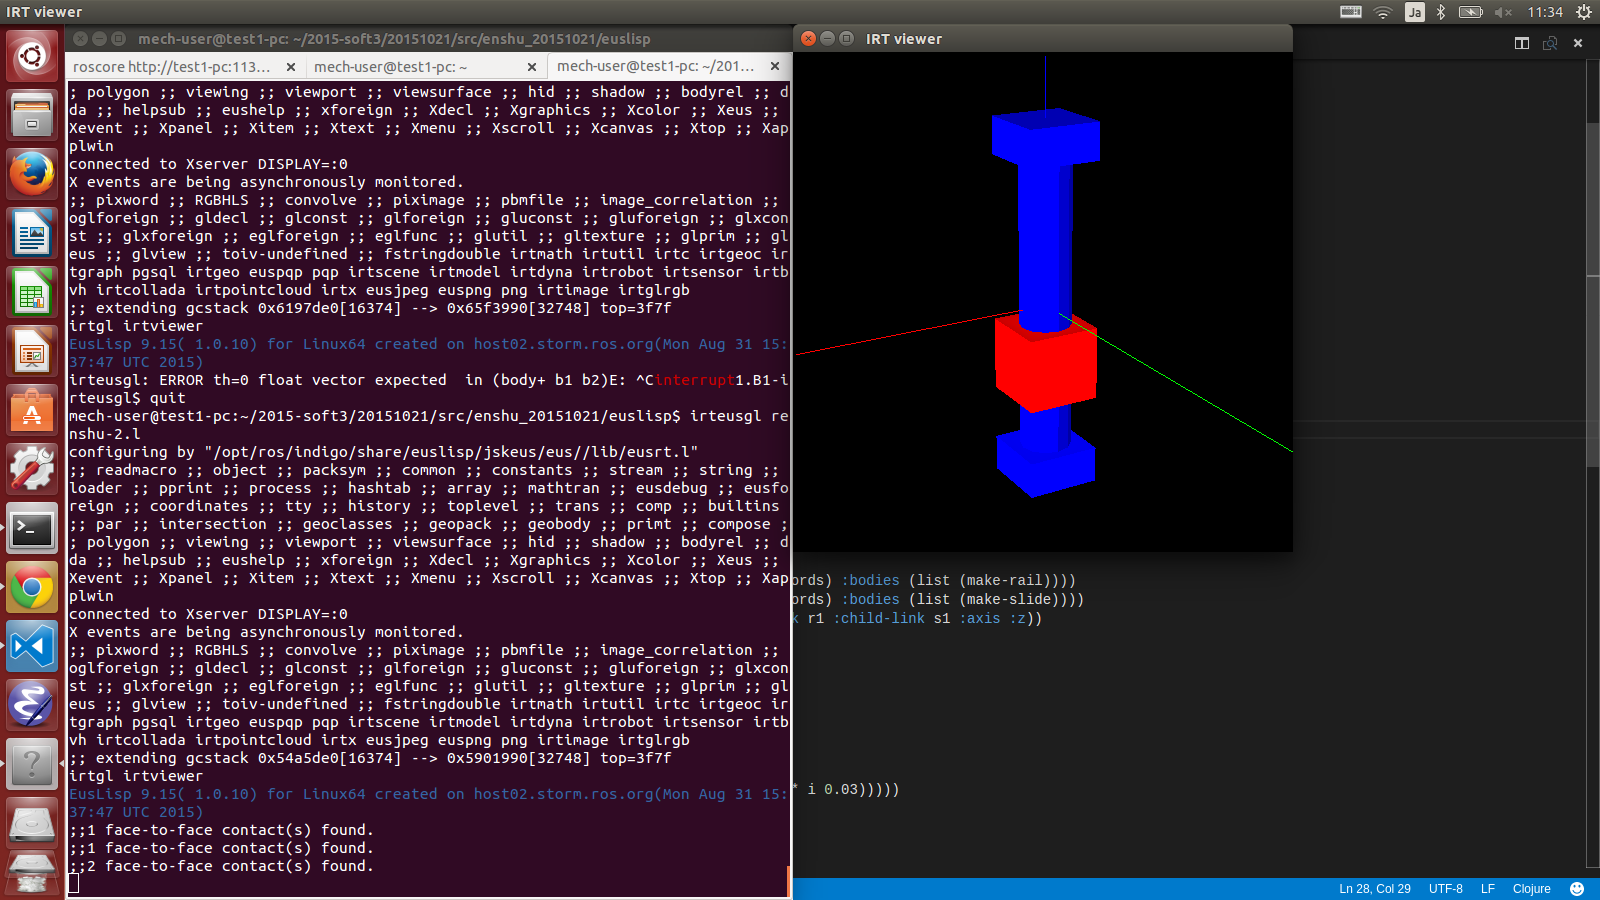 IRT viewer
Ja
11:34
mech-user@test1-pc: ~/2015-soft3/20151021/src/enshu_20151021/euslisp
roscore http://test1-pc:113...
mech-user@test1-pc: ~
mech-user@test1-pc: ~/201...
; polygon ;; viewing ;; viewport ;; viewsurface ;; hid ;; shadow ;; bodyrel ;; d
da ;; helpsub ;; eushelp ;; xforeign ;; Xdecl ;; Xgraphics ;; Xcolor ;; Xeus ;;
Xevent ;; Xpanel ;; Xitem ;; Xtext ;; Xmenu ;; Xscroll ;; Xcanvas ;; Xtop ;; Xap
plwin
connected to Xserver DISPLAY=:0
X events are being asynchronously monitored.
;; pixword ;; RGBHLS ;; convolve ;; piximage ;; pbmfile ;; image_correlation ;;
oglforeign ;; gldecl ;; glconst ;; glforeign ;; gluconst ;; gluforeign ;; glxcon
st ;; glxforeign ;; eglforeign ;; eglfunc ;; glutil ;; gltexture ;; glprim ;; gl
eus ;; glview ;; toiv-undefined ;; fstringdouble irtmath irtutil irtc irtgeoc ir
tgraph pgsql irtgeo euspqp pqp irtscene irtmodel irtdyna irtrobot irtsensor irtb
vh irtcollada irtpointcloud irtx eusjpeg euspng png irtimage irtglrgb
;; extending gcstack 0x6197de0[16374] --> 0x65f3990[32748] top=3f7f
irtgl irtviewer
EusLisp 9.15( 1.0.10) for Linux64 created on host02.storm.ros.org(Mon Aug 31 15:
37:47 UTC 2015)
irteusgl: ERROR th=0 float vector expected  in (body+ b1 b2)E: ^Cinterrupt1.B1-i
rteusgl$ quit
mech-user@test1-pc:~/2015-soft3/20151021/src/enshu_20151021/euslisp$ irteusgl re
nshu-2.l
configuring by "/opt/ros/indigo/share/euslisp/jskeus/eus//lib/eusrt.l"
;; readmacro ;; object ;; packsym ;; common ;; constants ;; stream ;; string ;;
loader ;; pprint ;; process ;; hashtab ;; array ;; mathtran ;; eusdebug ;; eusfo
reign ;; coordinates ;; tty ;; history ;; toplevel ;; trans ;; comp ;; builtins
;; par ;; intersection ;; geoclasses ;; geopack ;; geobody ;; primt ;; compose ;
; polygon ;; viewing ;; viewport ;; viewsurface ;; hid ;; shadow ;; bodyrel ;; d
da ;; helpsub ;; eushelp ;; xforeign ;; Xdecl ;; Xgraphics ;; Xcolor ;; Xeus ;;
Xevent ;; Xpanel ;; Xitem ;; Xtext ;; Xmenu ;; Xscroll ;; Xcanvas ;; Xtop ;; Xap
plwin
connected to Xserver DISPLAY=:0
X events are being asynchronously monitored.
;; pixword ;; RGBHLS ;; convolve ;; piximage ;; pbmfile ;; image_correlation ;;
oglforeign ;; gldecl ;; glconst ;; glforeign ;; gluconst ;; gluforeign ;; glxcon
st ;; glxforeign ;; eglforeign ;; eglfunc ;; glutil ;; gltexture ;; glprim ;; gl
eus ;; glview ;; toiv-undefined ;; fstringdouble irtmath irtutil irtc irtgeoc ir
tgraph pgsql irtgeo euspqp pqp irtscene irtmodel irtdyna irtrobot irtsensor irtb
vh irtcollada irtpointcloud irtx eusjpeg euspng png irtimage irtglrgb
;; extending gcstack 0x54a5de0[16374] --> 0x5901990[32748] top=3f7f
irtgl irtviewer
EusLisp 9.15( 1.0.10) for Linux64 created on host02.storm.ros.org(Mon Aug 31 15:
37:47 UTC 2015)
;;1 face-to-face contact(s) found.
;;1 face-to-face contact(s) found.
;;2 face-to-face contact(s) found.
IRT viewer
ords) :bodies (list (make-rail))))
ords) :bodies (list (make-slide))))
k r1 :child-link s1 :axis :z))
* i 0.03)))))
Ln 28, Col 29
UTF-8
LF
Clojure